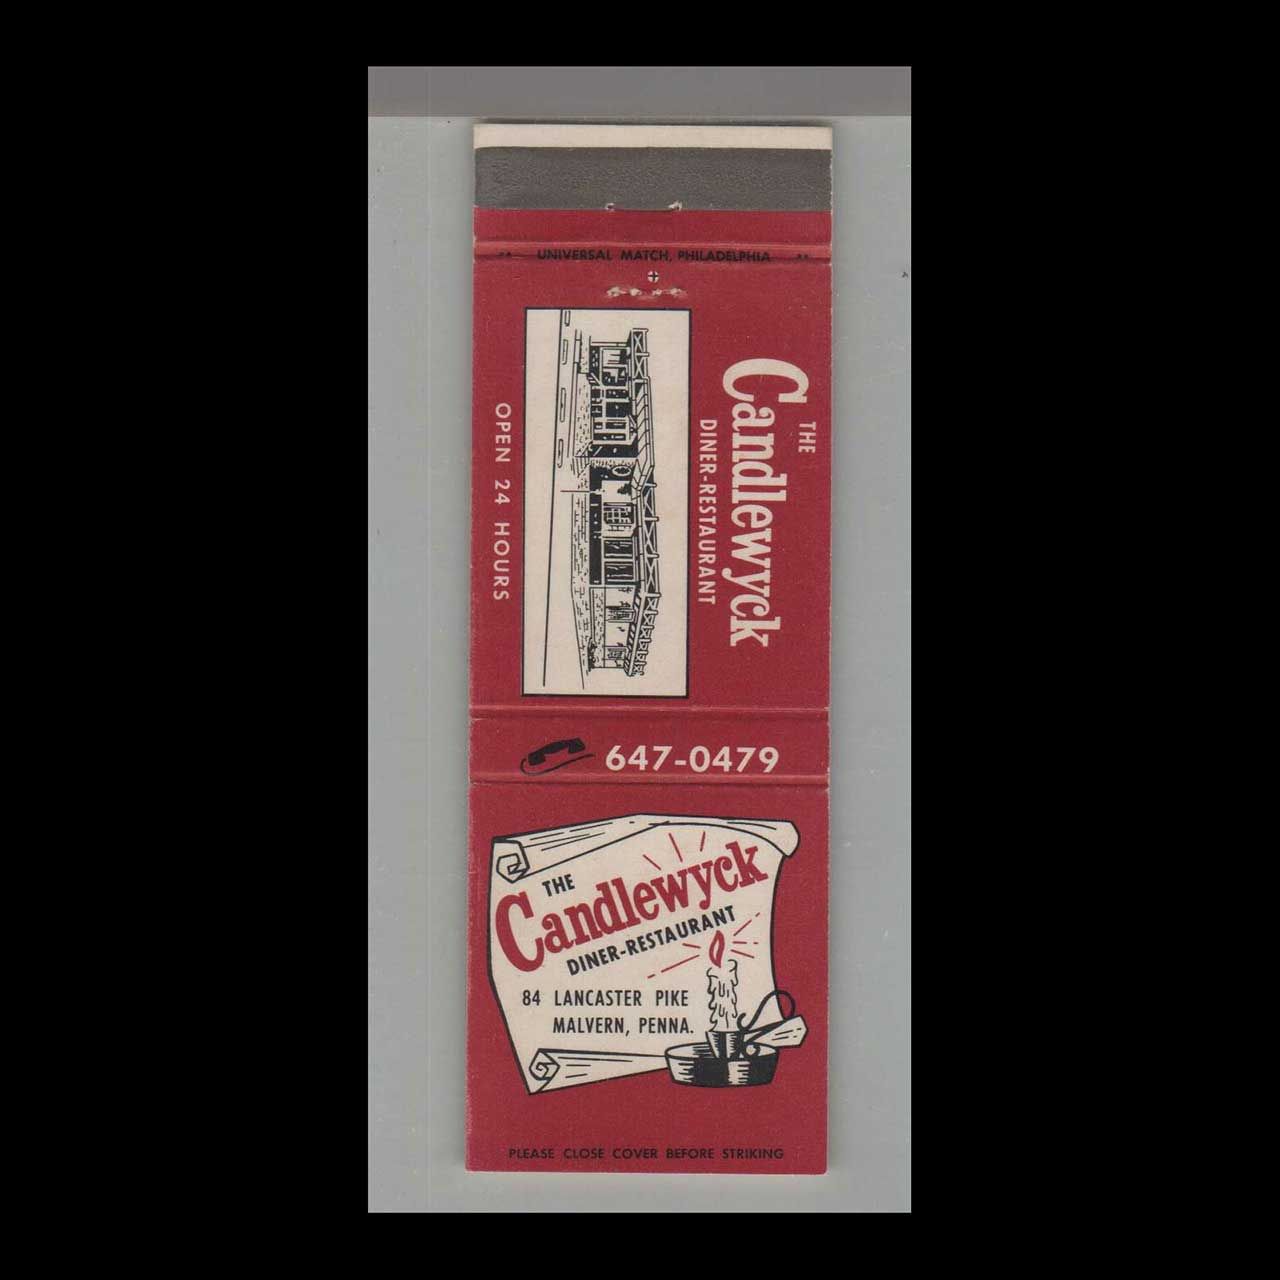 UNIVERSAL MATCH, PHILADELPHIA
THE
Candlewyck
DINER-RESTAURANT
OPEN 24 HOURS
647-0479
THE
Candlewyck
DINER-RESTAURANT
84 LANCASTER PIKE
MALVERN, PENNA.
PLEASE CLOSE COVER BEFORE STRIKING